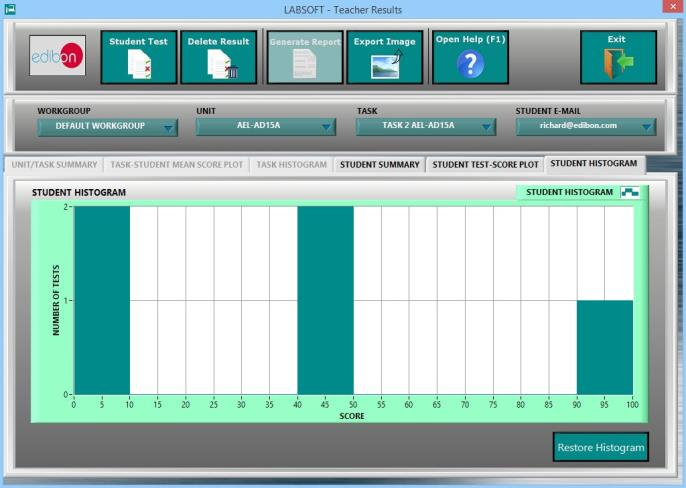 LABSOFT - Teacher Results
edibon
Student Test
Delete Result
Generate Report
Export Image
Open Help (F1)
Exit
WORKGROUP
UNIT
TASK
STUDENT E-MAIL
DEFAULT WORKGROUP
AEL-AD15A
TASK 2 AEL-AD15A
richard@edibon.com
UNIT/TASK SUMMARY
TASK-STUDENT MEAN SCORE PLOT
TASK HISTOGRAM
STUDENT SUMMARY
STUDENT TEST-SCORE PLOT
STUDENT HISTOGRAM
STUDENT HISTOGRAM
STUDENT HISTOGRAM
NUMBER OF TESTS
2
1
0
0 5 10 15 20 25 30 35 40 45 50 55 60 65 70 75 80 85 90 95 100
SCORE
Restore Histogram